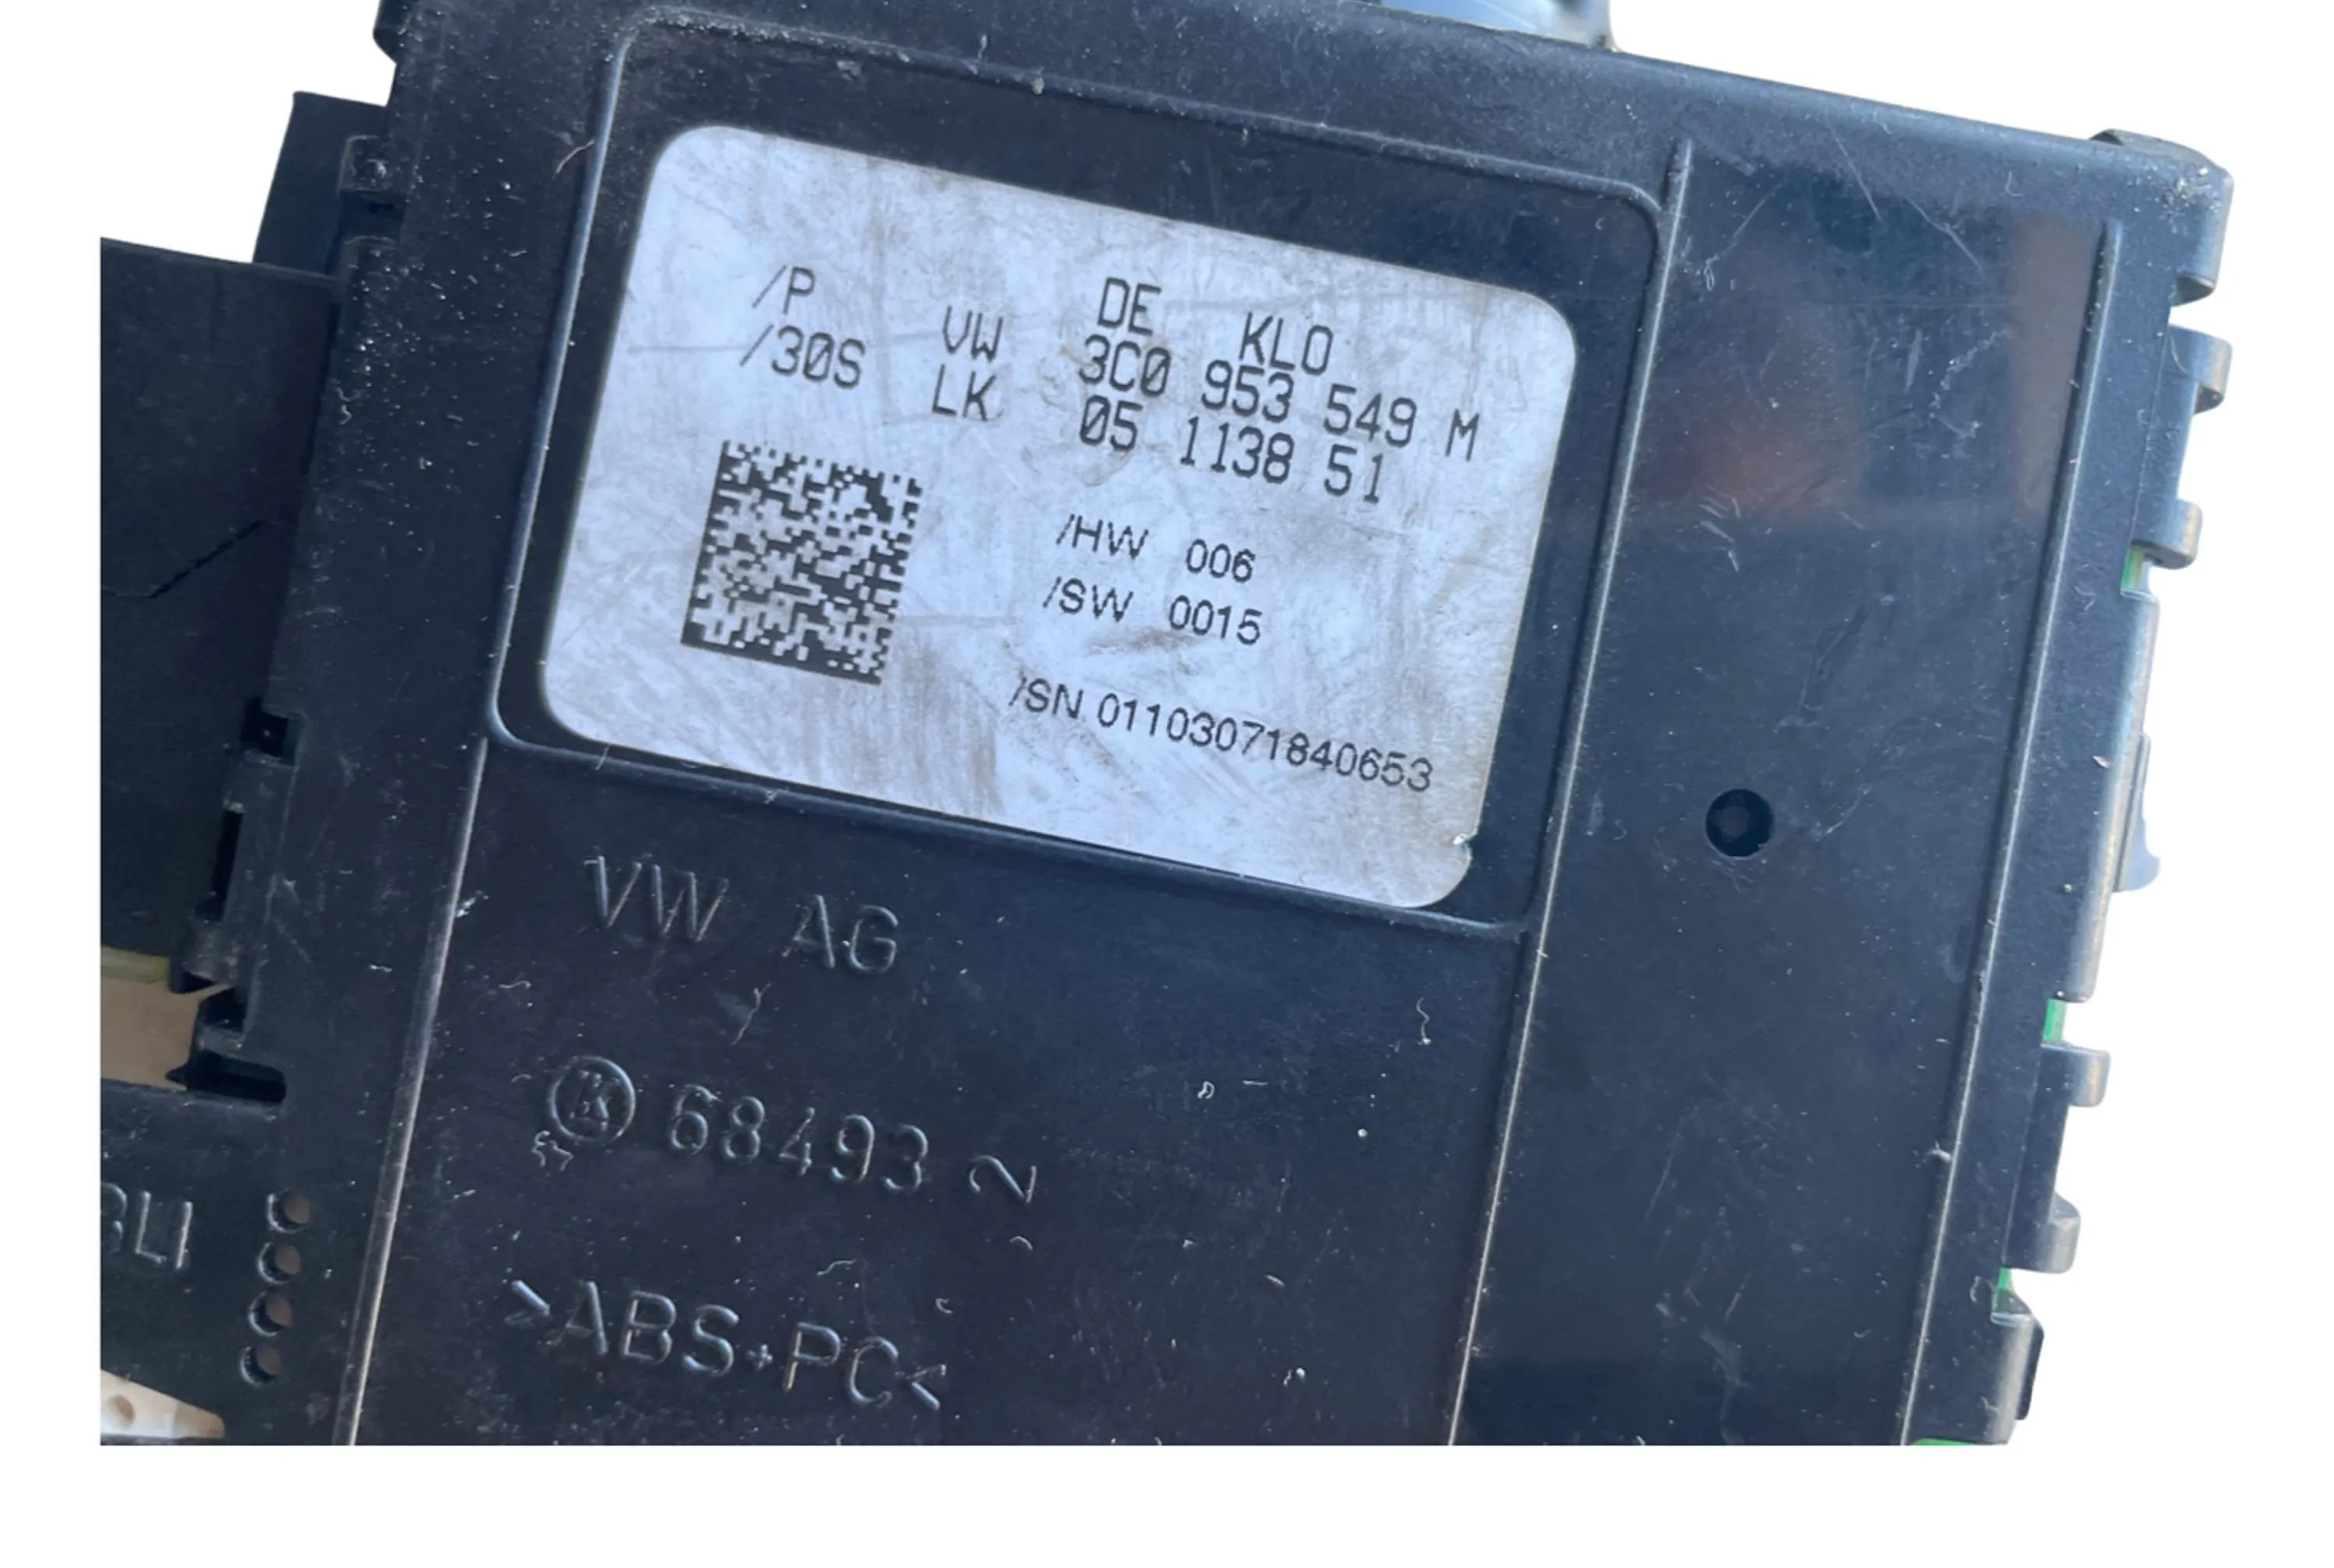 /P DE KLO
/30S VW 3C0 953 549 M
LK 05 1138 51
/HW 006
/SW 0015
/SN 01103071840653
VW AG
K 68493 2
>ABS+PC<